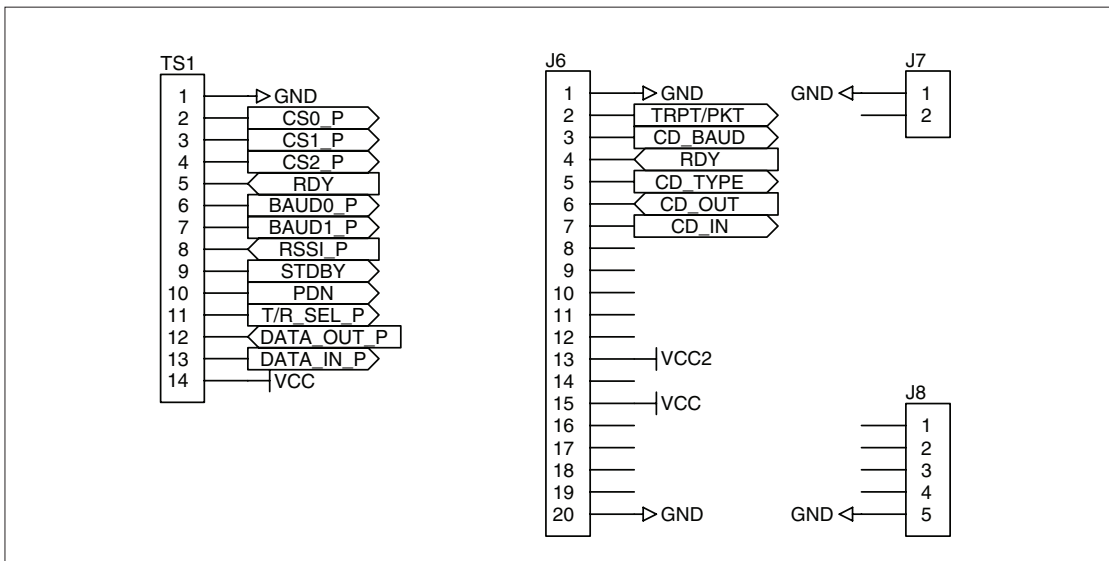 TS1
1 GND
2 CS0_P
3 CS1_P
4 CS2_P
5 RDY
6 BAUD0_P
7 BAUD1_P
8 RSSI_P
9 STDBY
10 PDN
11 T/R_SEL_P
12 DATA_OUT_P
13 DATA_IN_P
14 VCC
J6
1 GND
2 TRPT/PKT
3 CD_BAUD
4 RDY
5 CD_TYPE
6 CD_OUT
7 CD_IN
8
9
10
11
12
13 VCC2
14
15 VCC
16
17
18
19
20 GND
J7
GND 1
2
J8
1
2
3
4
GND 5